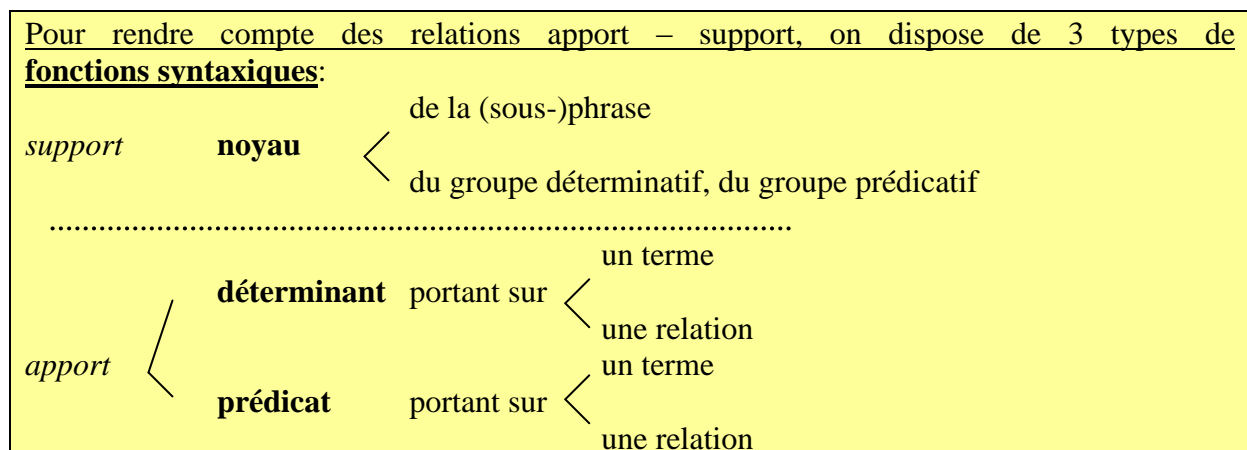 Pour rendre compte des relations apport – support, on dispose de 3 types de
fonctions syntaxiques:
de la (sous-)phrase
support noyau
du groupe déterminatif, du groupe prédicatif
..........................................................................................
un terme
déterminant portant sur
une relation
apport un terme
prédicat portant sur
une relation